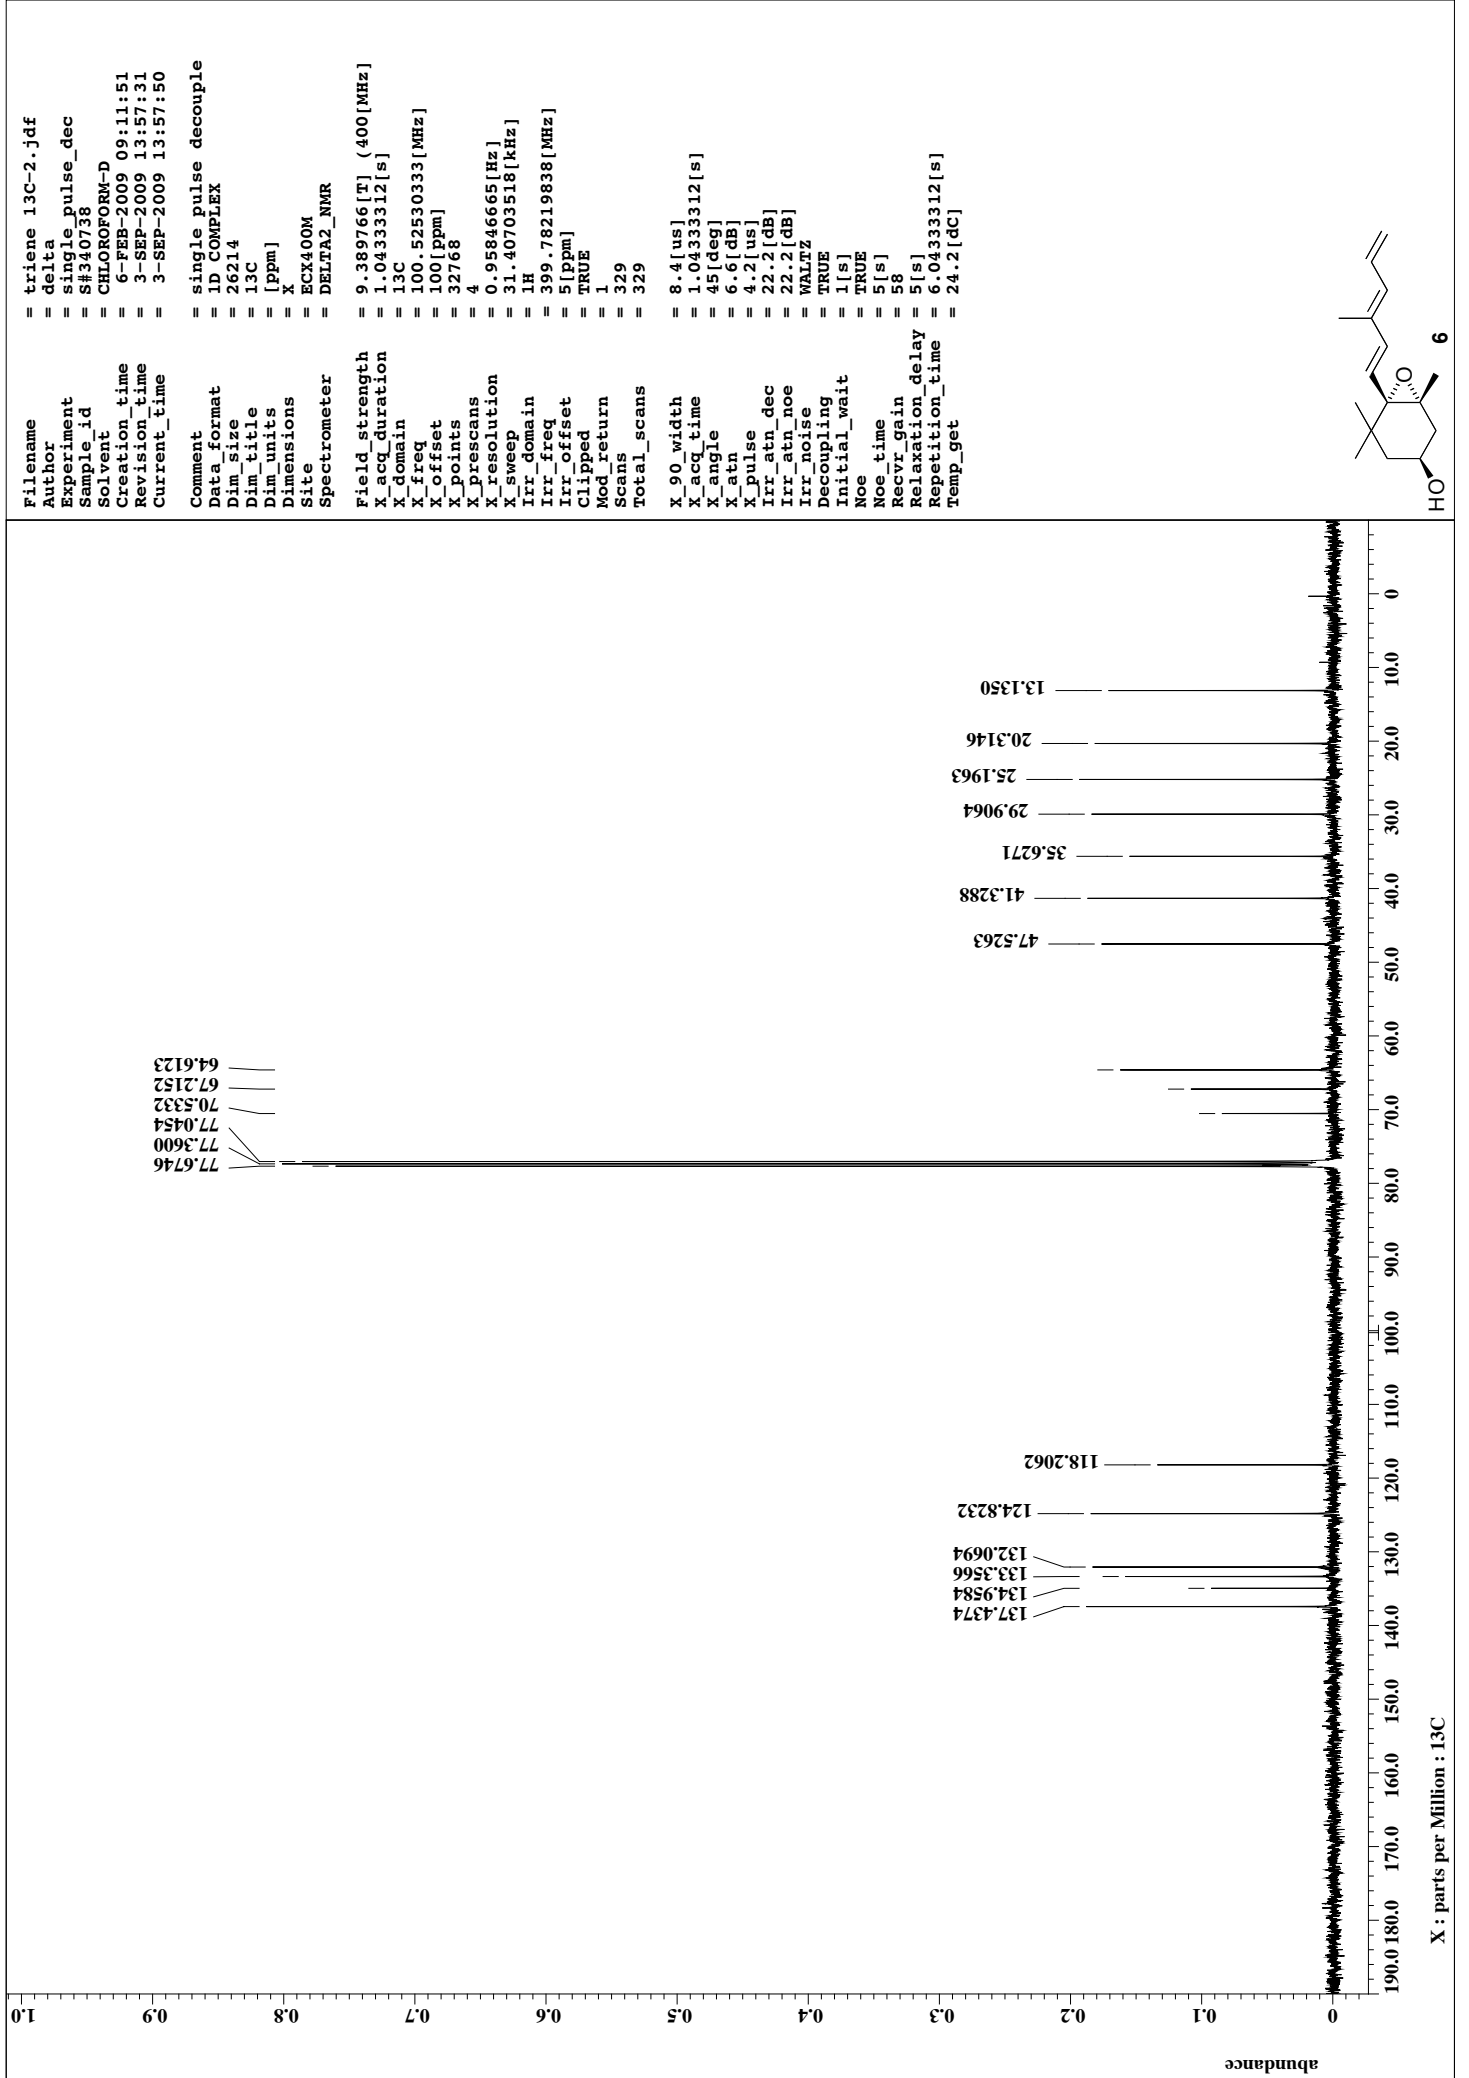 Filename = triene 13C-2.jdf
Author = delta
Experiment = single_pulse_dec
Sample_id = S#340738
Solvent = CHLOROFORM-D
Creation_time = 6-FEB-2009 09:11:51
Revision_time = 3-SEP-2009 13:57:31
Current_time = 3-SEP-2009 13:57:50
Comment = single pulse decouple
Data_format = 1D COMPLEX
Dim_size = 26214
Dim_title = 13C
Dim_units = [ppm]
Dimensions = X
Site = ECX400M
Spectrometer = DELTA2_NMR
Field_strength = 9.389766[T] (400[MHz]
X_acq_duration = 1.04333312[s]
X_domain = 13C
X_freq = 100.52530333[MHz]
X_offset = 100[ppm]
X_points = 32768
X_prescans = 4
X_resolution = 0.95846665[Hz]
X_sweep = 31.40703518[kHz]
Irr_domain = 1H
Irr_freq = 399.78219838[MHz]
Irr_offset = 5[ppm]
Clipped = TRUE
Mod_return = 1
Scans = 329
Total_scans = 329
X_90_width = 8.4[us]
X_acq_time = 1.04333312[s]
X_angle = 45[deg]
X_atn = 6.6[dB]
X_pulse = 4.2[us]
Irr_atn_dec = 22.2[dB]
Irr_atn_noe = 22.2[dB]
Irr_noise = WALTZ
Decoupling = TRUE
Initial_wait = 1[s]
Noe = TRUE
Noe_time = 5[s]
Recvr_gain = 58
Relaxation_delay = 5[s]
Repetition_time = 6.04333312[s]
Temp_get = 24.2[dC]
HO
O
6
abundance
1.0
0.9
0.8
0.7
0.6
0.5
0.4
0.3
0.2
0.1
0
137.4374
134.9584
133.3566
132.0694
124.8232
118.2062
77.6746
77.3600
77.0454
70.5332
67.2152
64.6123
47.5263
41.3288
35.6271
29.9064
25.1963
20.3146
13.1350
190.0 180.0 170.0 160.0 150.0 140.0 130.0 120.0 110.0 100.0 90.0 80.0 70.0 60.0 50.0 40.0 30.0 20.0 10.0 0
X : parts per Million : 13C